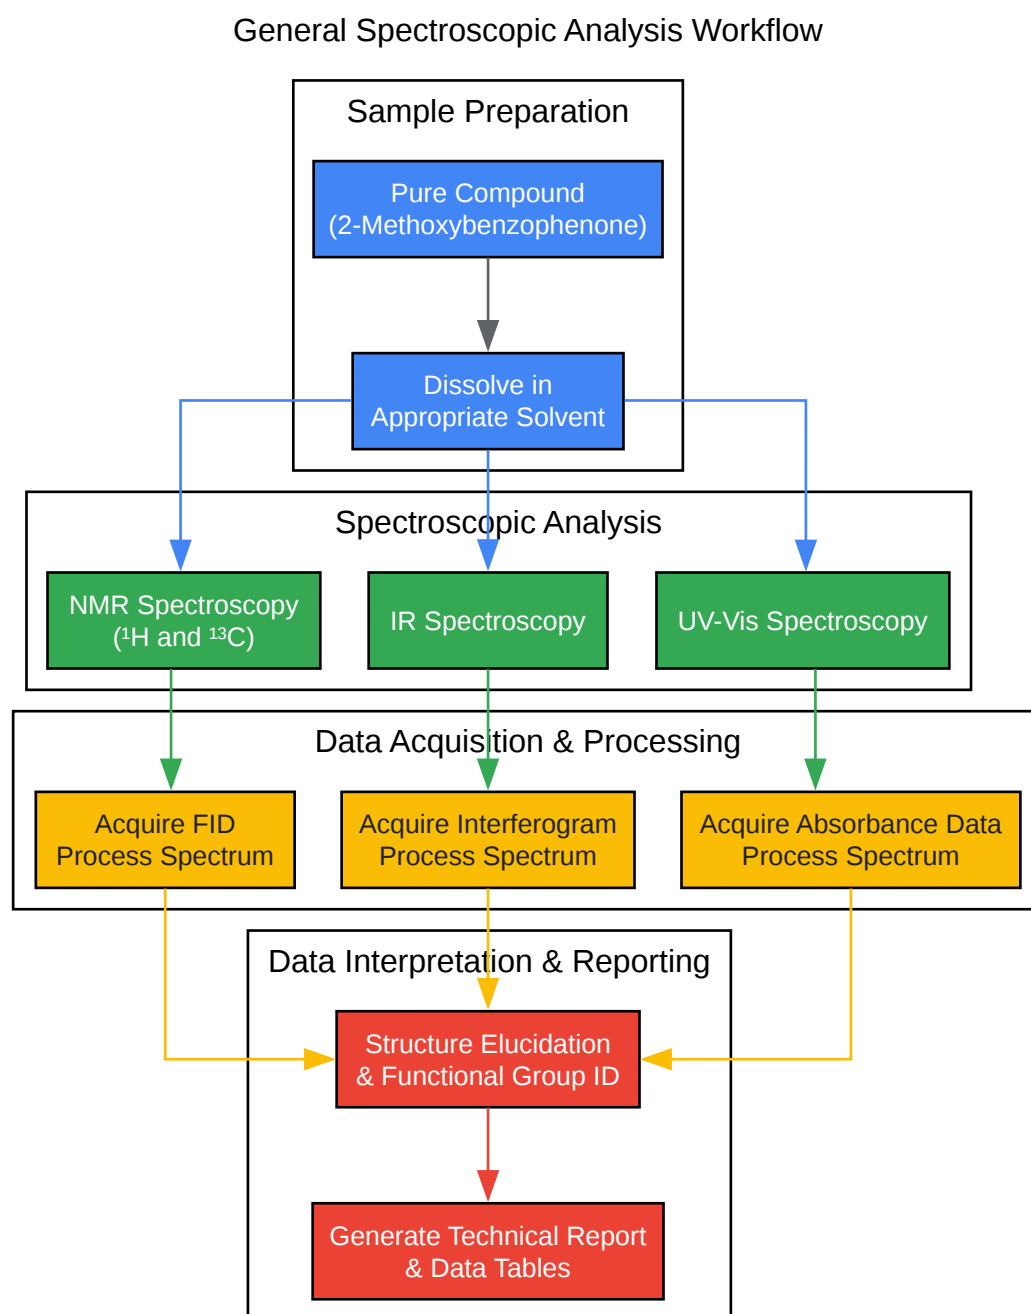 General Spectroscopic Analysis Workflow
Sample Preparation
Pure Compound
(2-Methoxybenzophenone)
Dissolve in
Appropriate Solvent
Spectroscopic Analysis
NMR Spectroscopy
(¹H and ¹³C)
IR Spectroscopy
UV-Vis Spectroscopy
Data Acquisition & Processing
Acquire FID
Process Spectrum
Acquire Interferogram
Process Spectrum
Acquire Absorbance Data
Process Spectrum
Data Interpretation & Reporting
Structure Elucidation
& Functional Group ID
Generate Technical Report
& Data Tables